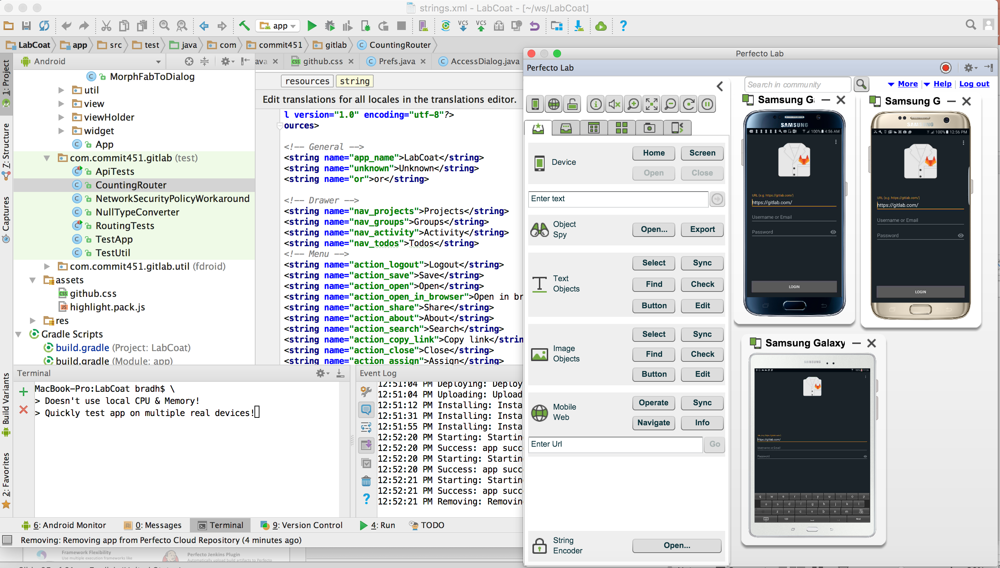 strings.xml - LabCoat - [~/ws/LabCoat]
app
VCS VCS
LabCoat app src test java com commit451 gitlab CountingRouter
1: Project
7: Structure
Captures
Build Variants
2: Favorites
Android
MorphFabToDialog
util
view
viewHolder
widget
App
com.commit451.gitlab (test)
ApiTests
CountingRouter
NetworkSecurityPolicyWorkaround
NullTypeConverter
RoutingTests
TestApp
TestUtil
com.commit451.gitlab.util (fdroid)
assets
github.css
highlight.pack.js
res
Gradle Scripts
build.gradle (Project: LabCoat)
build.gradle (Module: app)
ava github.css Prefs.java AccessDialog.java
resources string
Edit translations for all locales in the translations editor.
l version="1.0" encoding="utf-8"?>
ources>
<!-- General -->
<string name="app_name">LabCoat</string>
<string name="unknown">Unknown</string>
<string name="or">or</string>
<!-- Drawer -->
<string name="nav_projects">Projects</string>
<string name="nav_groups">Groups</string>
<string name="nav_activity">Activity</string>
<string name="nav_todos">Todos</string>
<!-- Menu -->
<string name="action_logout">Logout</string>
<string name="action_save">Save</string>
<string name="action_open">Open</string>
<string name="action_open_in_browser">Open in br
<string name="action_share">Share</string>
<string name="action_about">About</string>
<string name="action_search">Search</string>
<string name="action_copy_link">Copy link</strin
<string name="action_close">Close</string>
<string name="action_assign">Assign</string>
Terminal
MacBook-Pro:LabCoat bradh$ \
> Doesn't use local CPU & Memory!
> Quickly test app on multiple real devices!
Event Log
12:51:04 PM Deploying: Deploy
12:51:04 PM Uploading: Upload
12:51:12 PM Installing: Insta
12:51:31 PM Installing: Insta
12:51:55 PM Installing: Insta
12:52:20 PM Starting: Startin
12:52:20 PM Success: app succ
12:52:20 PM Starting: Startin
12:52:20 PM Success: app succ
12:52:21 PM Starting: Startin
12:52:21 PM Success: app succ
12:52:21 PM Removing: Removin
6: Android Monitor 0: Messages Terminal 9: Version Control 4: Run TODO
Removing: Removing app from Perfecto Cloud Repository (4 minutes ago)
Framework Flexibility
Use multiple execution frameworks like
Perfecto Jenkins Plugin
Automatically upload build artifacts to Perfecto
Perfecto Lab
Perfecto Lab
Search in community
More Help Log out
Device
Home Screen
Open Close
Enter text
Object
Spy
Open... Export
Text
Objects
Select Sync
Find Check
Button Edit
Image
Objects
Select Sync
Find Check
Button Edit
Mobile
Web
Operate Sync
Navigate Info
Enter Url
Go
String
Encoder
Open...
Samsung G
SAMSUNG
100% 4:56 AM
URL (e.g. https://gitlab.com/)
https://gitlab.com/
Username or Email
Password
LOGIN
Samsung G
SAMSUNG
100% 12:56 PM
URL (e.g. https://gitlab.com/)
https://gitlab.com/
Username or Email
Password
LOGIN
Samsung Galaxy
SAMSUNG
100% 17:56
URL (e.g. https://gitlab.com/)
https://gitlab.com/
Username or Email
Password
q w e r t y u i o p
a s d f g h j k l
z x c v b n m
123
Next